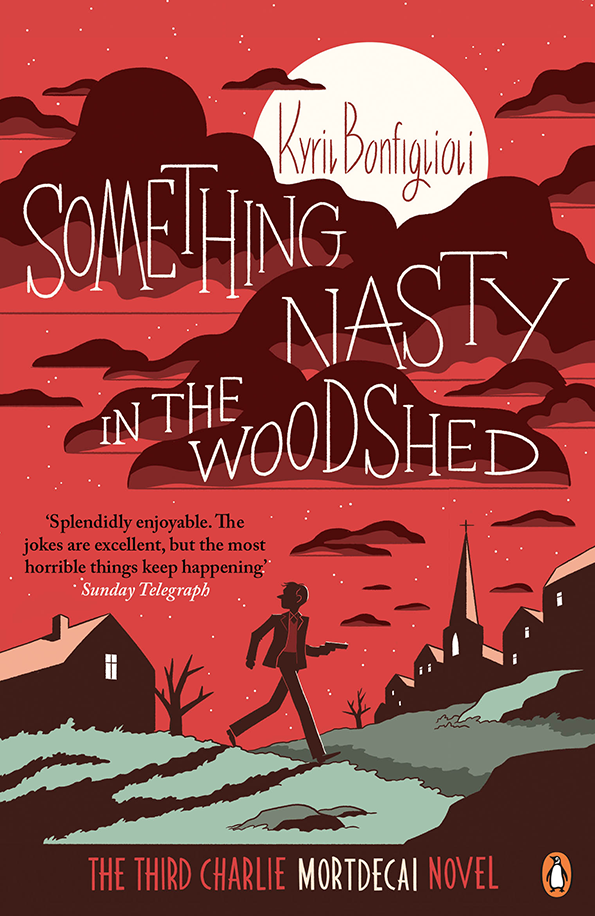 Kyril Bonfiglioli
SOMETHING
NASTY
IN THE
WOODSHED
‘Splendidly enjoyable. The
jokes are excellent, but the most
horrible things keep happening’
Sunday Telegraph
THE THIRD CHARLIE MORTDECAI NOVEL